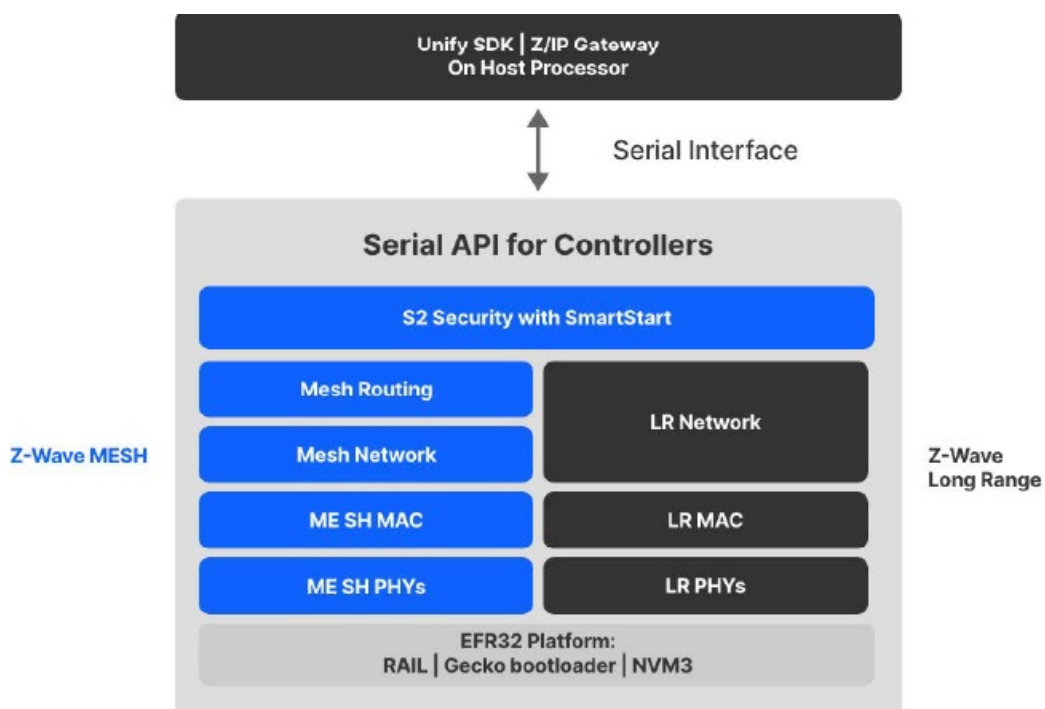 Unify SDK | Z/IP Gateway
On Host Processor
Serial Interface
Serial API for Controllers
S2 Security with SmartStart
Mesh Routing
LR Network
Mesh Network
Z-Wave MESH
Z-Wave
Long Range
ME SH MAC
LR MAC
ME SH PHYs
LR PHYs
EFR32 Platform:
RAIL | Gecko bootloader | NVM3